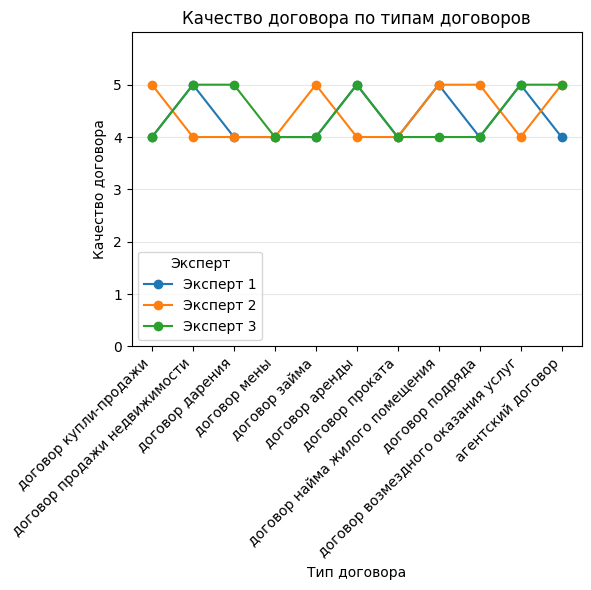 Качество договора по типам договоров
Качество договора
5
4
3
2
1
0
Эксперт
Эксперт 1
Эксперт 2
Эксперт 3
договор купли-продажи
договор продажи недвижимости
договор дарения
договор мены
договор займа
договор аренды
договор проката
договор найма жилого помещения
договор подряда
договор возмездного оказания услуг
агентский договор
Тип договора